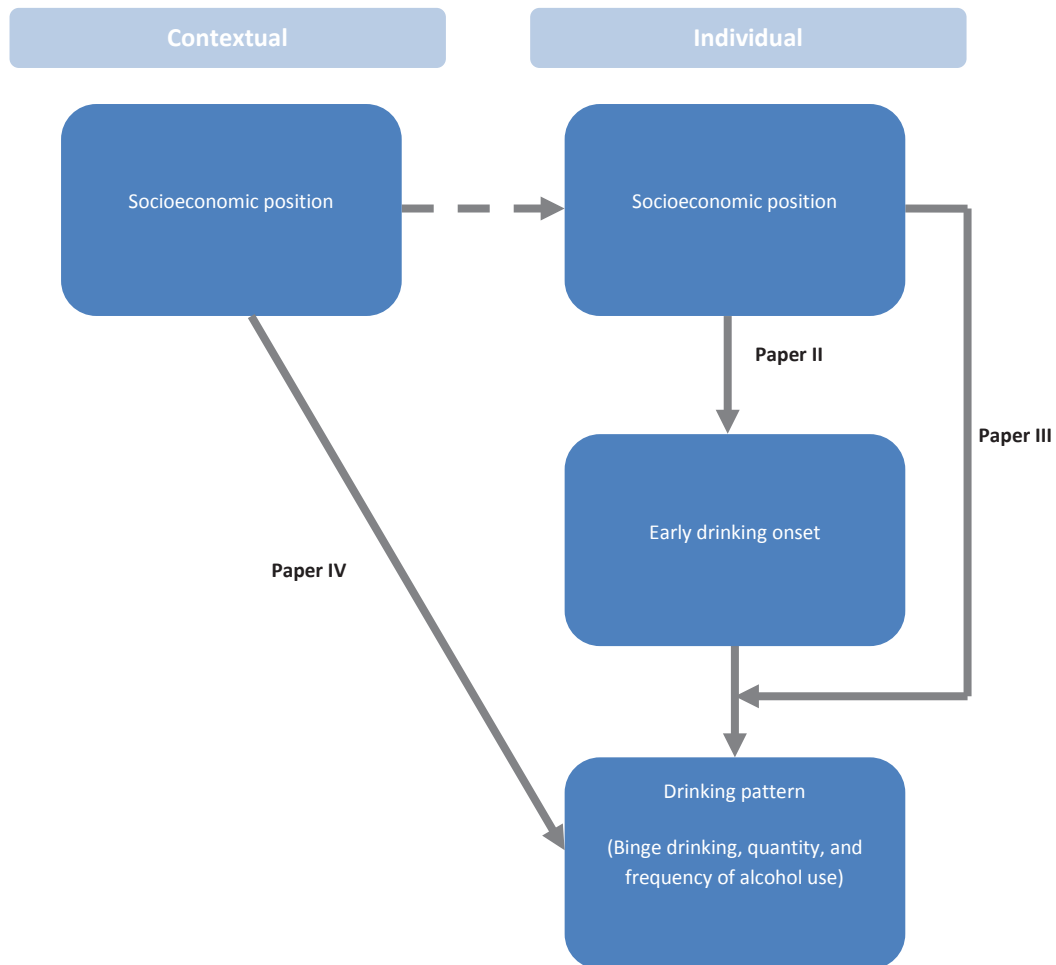 Contextual
Individual
Socioeconomic position
Socioeconomic position
Paper II
Paper III
Early drinking onset
Paper IV
Drinking pattern
(Binge drinking, quantity, and
frequency of alcohol use)